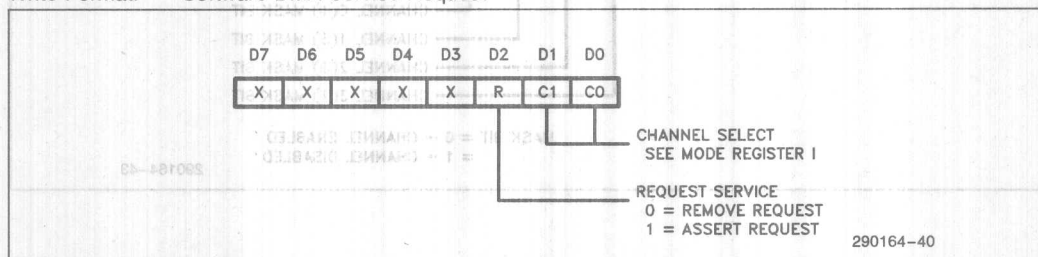 D7 D6 D5 D4 D3 D2 D1 D0
X X X X X R C1 C0
CHANNEL SELECT
SEE MODE REGISTER I
REQUEST SERVICE
0 = REMOVE REQUEST
1 = ASSERT REQUEST
290164-40